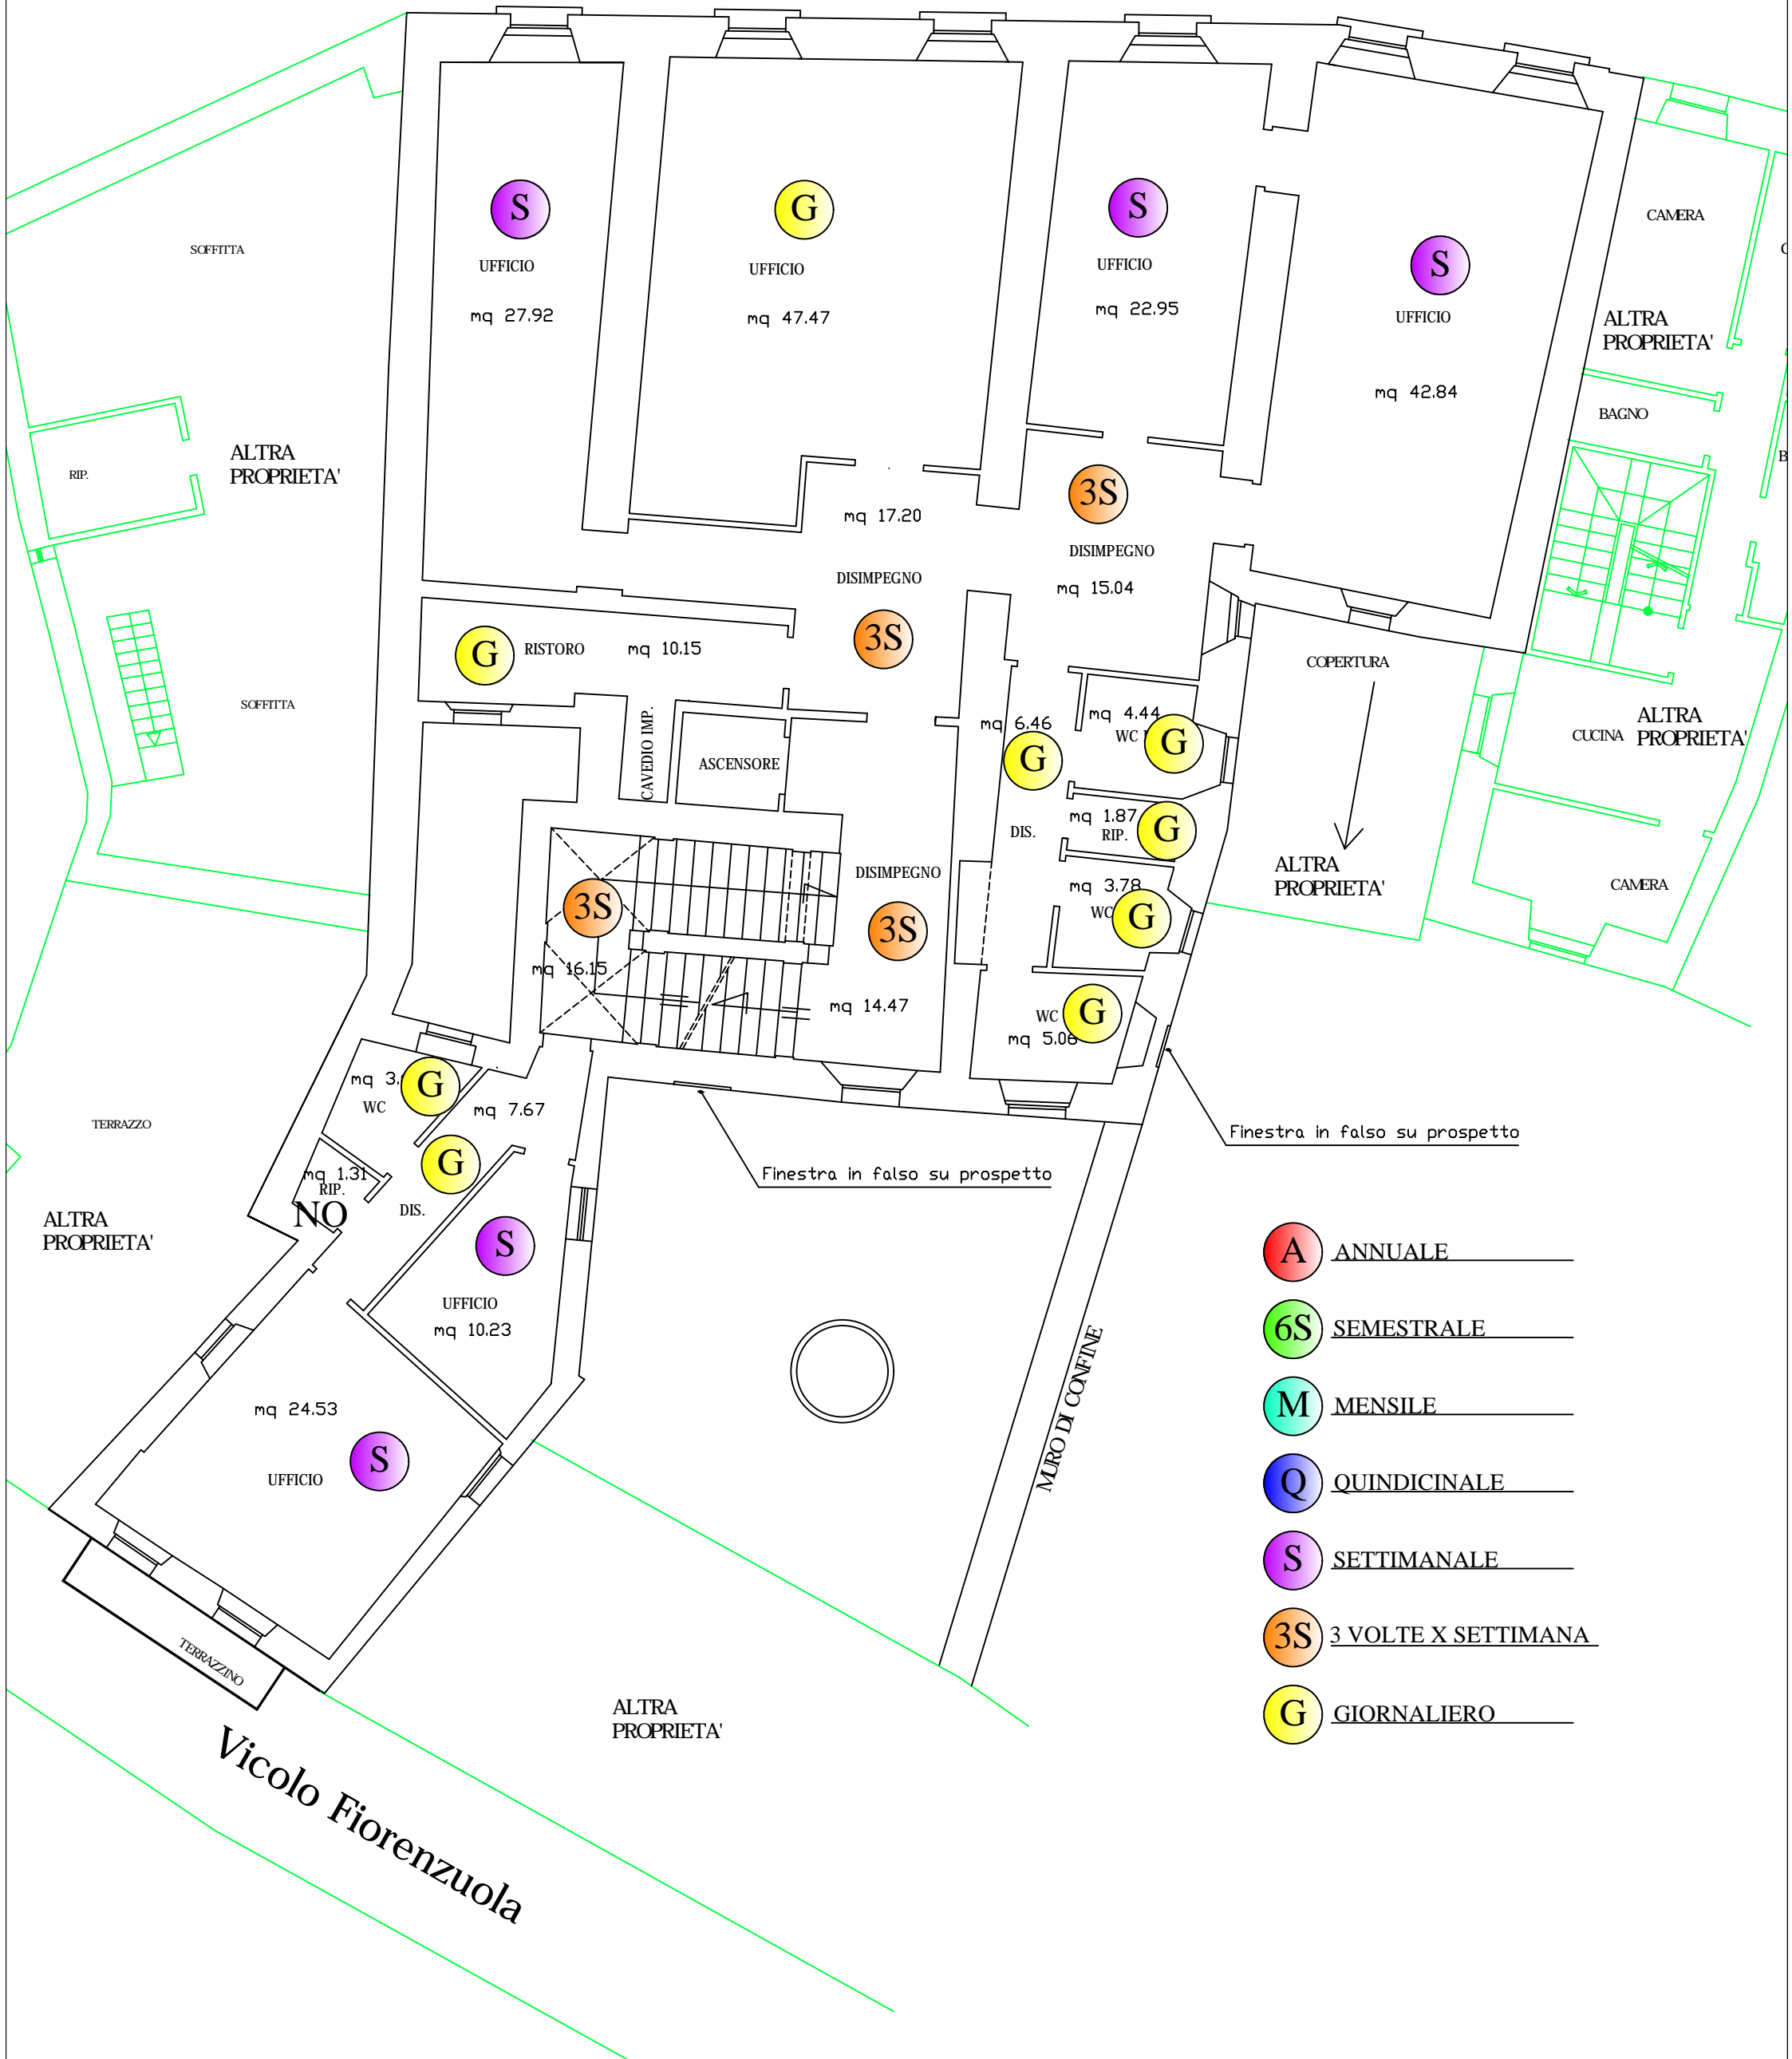 S
G
S
S
UFFICIO
mq 27.92
UFFICIO
mq 47.47
UFFICIO
mq 22.95
UFFICIO
mq 42.84
SOFFITTA
RIP.
ALTRA
PROPRIETA'
SOFFITTA
CAMERA
ALTRA
PROPRIETA'
BAGNO
3S
DISIMPEGNO
mq 15.04
mq 17.20
DISIMPEGNO
3S
G
RISTORO
mq 10.15
CAVEDIO IMP.
ASCENSORE
COPERTURA
ALTRA
PROPRIETA'
CUCINA
ALTRA
PROPRIETA'
CAMERA
mq 6.46
G
DIS.
mq 4.44
WC
G
mq 1.87
RIP.
G
mq 3.78
WC
G
WC
mq 5.06
G
3S
mq 16.15
DISIMPEGNO
3S
mq 14.47
mq 3.
WC
G
mq 7.67
G
DIS.
mq 1.31
RIP.
NO
TERRAZZO
ALTRA
PROPRIETA'
S
UFFICIO
mq 10.23
mq 24.53
S
UFFICIO
TERRAZZINO
Finestra in falso su prospetto
Finestra in falso su prospetto
MURO DI CONFINE
ALTRA
PROPRIETA'
Vicolo Fiorenzuola
A ANNUALE
6S SEMESTRALE
M MENSILE
Q QUINDICINALE
S SETTIMANALE
3S 3 VOLTE X SETTIMANA
G GIORNALIERO